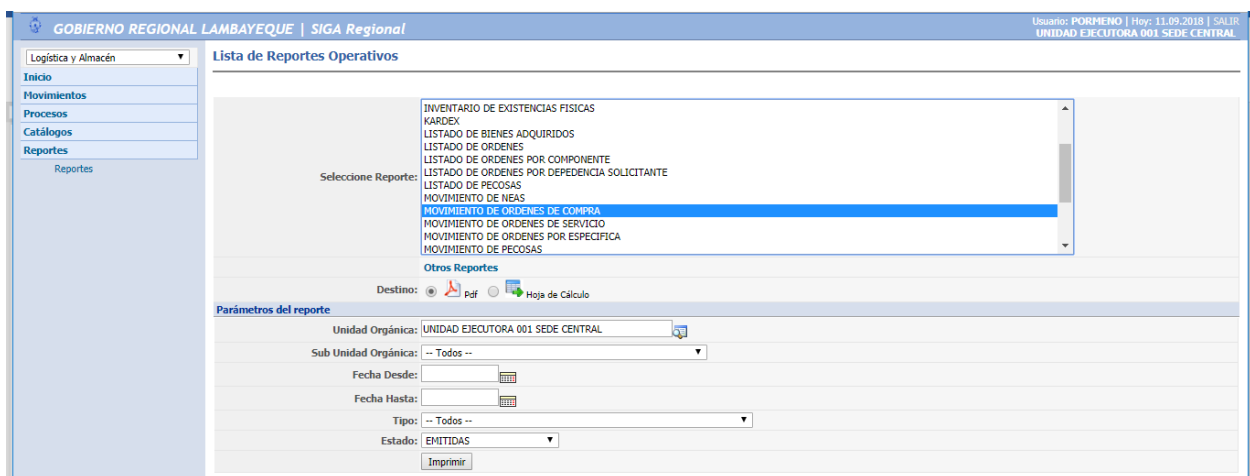 GOBIERNO REGIONAL LAMBAYEQUE | SIGA Regional
Usuario: PORMENO | Hoy: 11.09.2018 | SALIR
UNIDAD EJECUTORA 001 SEDE CENTRAL
Logística y Almacén
Inicio
Movimientos
Procesos
Catálogos
Reportes
Reportes
Lista de Reportes Operativos
Seleccione Reporte:
INVENTARIO DE EXISTENCIAS FISICAS
KARDEX
LISTADO DE BIENES ADQUIRIDOS
LISTADO DE ORDENES
LISTADO DE ORDENES POR COMPONENTE
LISTADO DE ORDENES POR DEPEDENCIA SOLICITANTE
LISTADO DE PECOSAS
MOVIMIENTO DE NEAS
MOVIMIENTO DE ORDENES DE COMPRA
MOVIMIENTO DE ORDENES DE SERVICIO
MOVIMIENTO DE ORDENES POR ESPECIFICA
MOVIMIENTO DE PECOSAS
Otros Reportes
Destino: Pdf Hoja de Cálculo
Parámetros del reporte
Unidad Orgánica: UNIDAD EJECUTORA 001 SEDE CENTRAL
Sub Unidad Orgánica: -- Todos --
Fecha Desde:
Fecha Hasta:
Tipo: -- Todos --
Estado: EMITIDAS
Imprimir